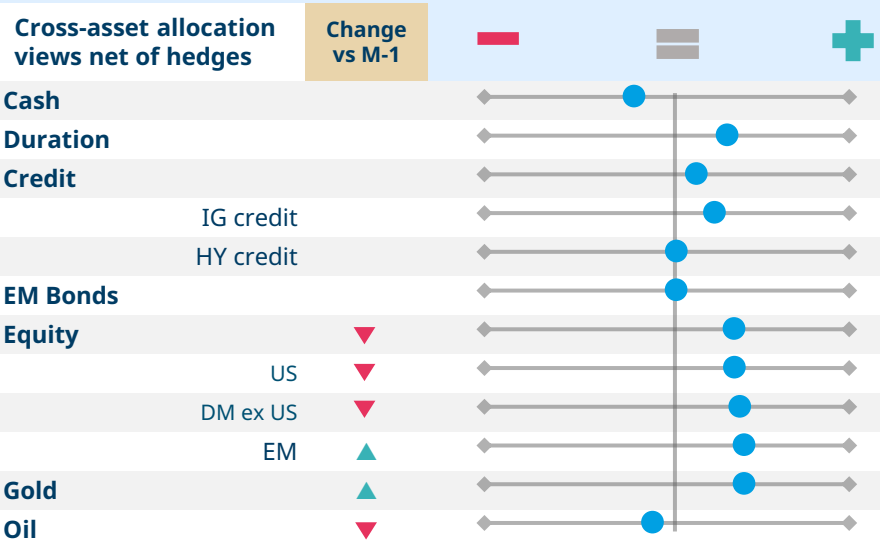 Cross-asset allocation
views net of hedges
Change
vs M-1
Cash
Duration
Credit
IG credit
HY credit
EM Bonds
Equity
US
DM ex US
EM
Gold
Oil